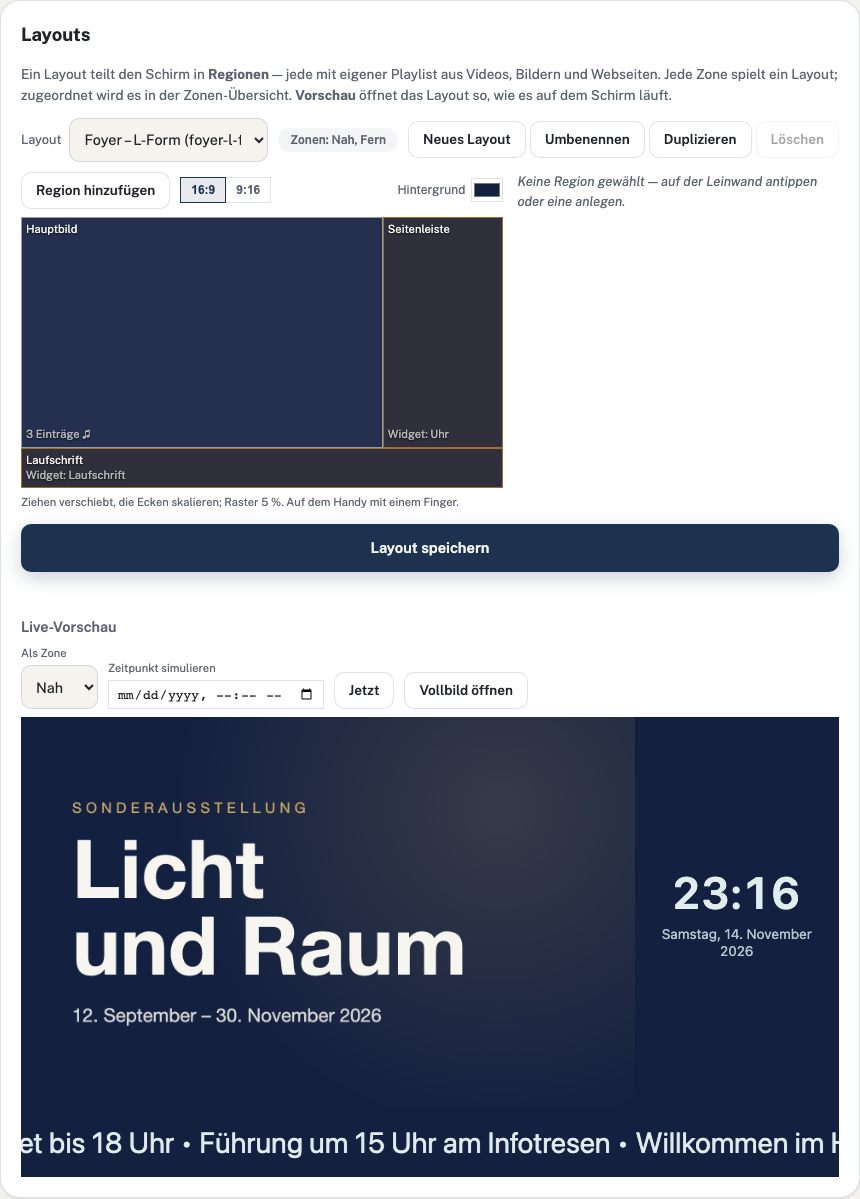 Layouts
Ein Layout teilt den Schirm in Regionen — jede mit eigener Playlist aus Videos, Bildern und Webseiten. Jede Zone spielt ein Layout;
zugeordnet wird es in der Zonen-Übersicht. Vorschau öffnet das Layout so, wie es auf dem Schirm läuft.
Layout
Foyer – L-Form (foyer-l-f
Zonen: Nah, Fern
Neues Layout
Umbenennen
Duplizieren
Löschen
Region hinzufügen
16:9
9:16
Hintergrund
Keine Region gewählt — auf der Leinwand antippen
oder eine anlegen.
Hauptbild
3 Einträge ♫
Seitenleiste
Widget: Uhr
Laufschrift
Widget: Laufschrift
Ziehen verschiebt, die Ecken skalieren; Raster 5 %. Auf dem Handy mit einem Finger.
Layout speichern
Live-Vorschau
Als Zone
Nah
Zeitpunkt simulieren
mm/dd/yyyy, --:-- --
Jetzt
Vollbild öffnen
SONDERAUSSTELLUNG
Licht
und Raum
12. September – 30. November 2026
23:16
Samstag, 14. November
2026
et bis 18 Uhr • Führung um 15 Uhr am Infotresen • Willkommen im